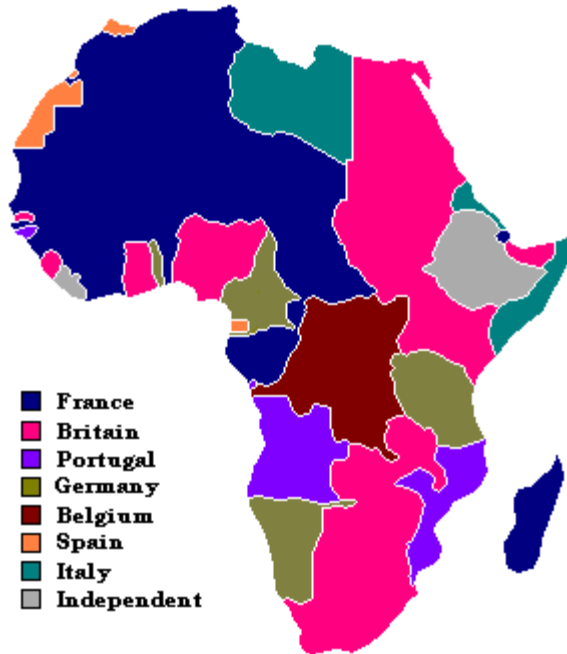 France
Britain
Portugal
Germany
Belgium
Spain
Italy
Independent